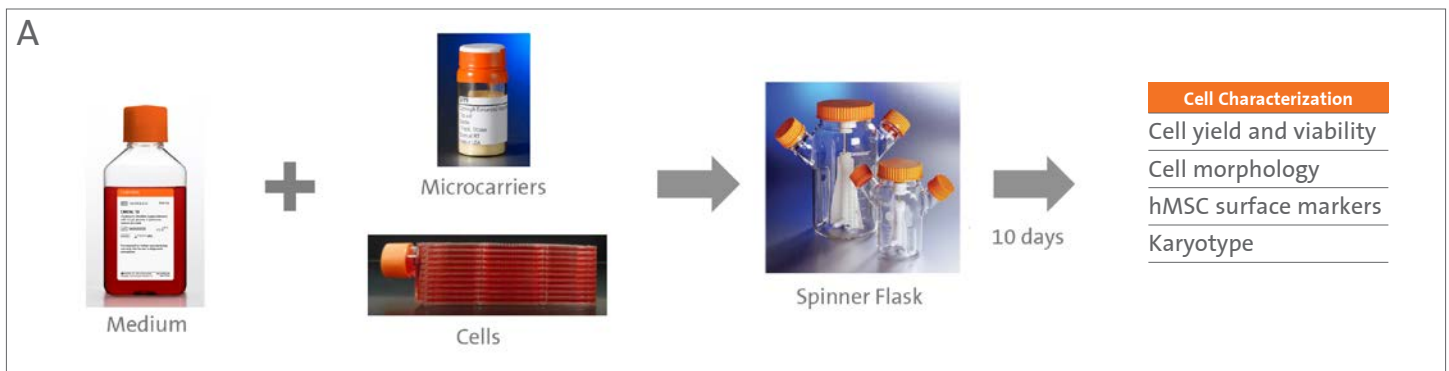 A
Medium
Microcarriers
Cells
Spinner Flask
10 days
Cell Characterization
Cell yield and viability
Cell morphology
hMSC surface markers
Karyotype